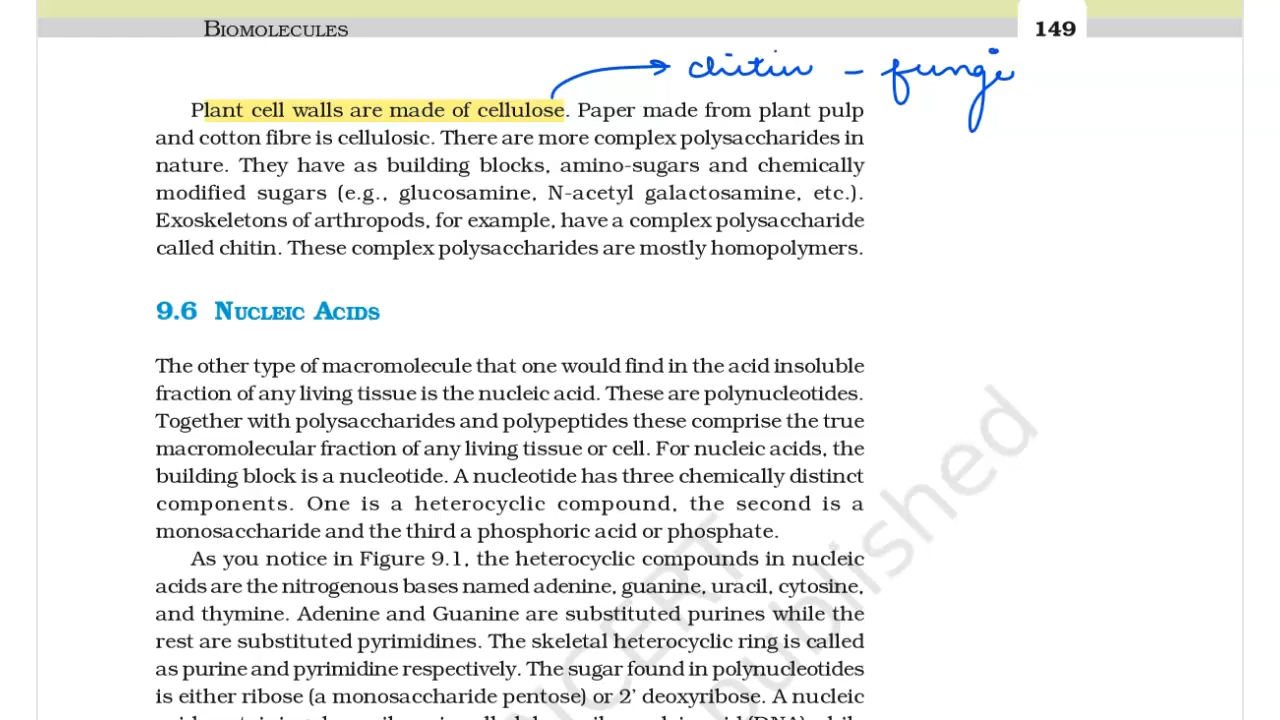 BIOMOLECULES 149
chitin - fungi
Plant cell walls are made of cellulose. Paper made from plant pulp
and cotton fibre is cellulosic. There are more complex polysaccharides in
nature. They have as building blocks, amino-sugars and chemically
modified sugars (e.g., glucosamine, N-acetyl galactosamine, etc.).
Exoskeletons of arthropods, for example, have a complex polysaccharide
called chitin. These complex polysaccharides are mostly homopolymers.
9.6 NUCLEIC ACIDS
The other type of macromolecule that one would find in the acid insoluble
fraction of any living tissue is the nucleic acid. These are polynucleotides.
Together with polysaccharides and polypeptides these comprise the true
macromolecular fraction of any living tissue or cell. For nucleic acids, the
building block is a nucleotide. A nucleotide has three chemically distinct
components. One is a heterocyclic compound, the second is a
monosaccharide and the third a phosphoric acid or phosphate.
As you notice in Figure 9.1, the heterocyclic compounds in nucleic
acids are the nitrogenous bases named adenine, guanine, uracil, cytosine,
and thymine. Adenine and Guanine are substituted purines while the
rest are substituted pyrimidines. The skeletal heterocyclic ring is called
as purine and pyrimidine respectively. The sugar found in polynucleotides
is either ribose (a monosaccharide pentose) or 2’ deoxyribose. A nucleic
NCERT
published